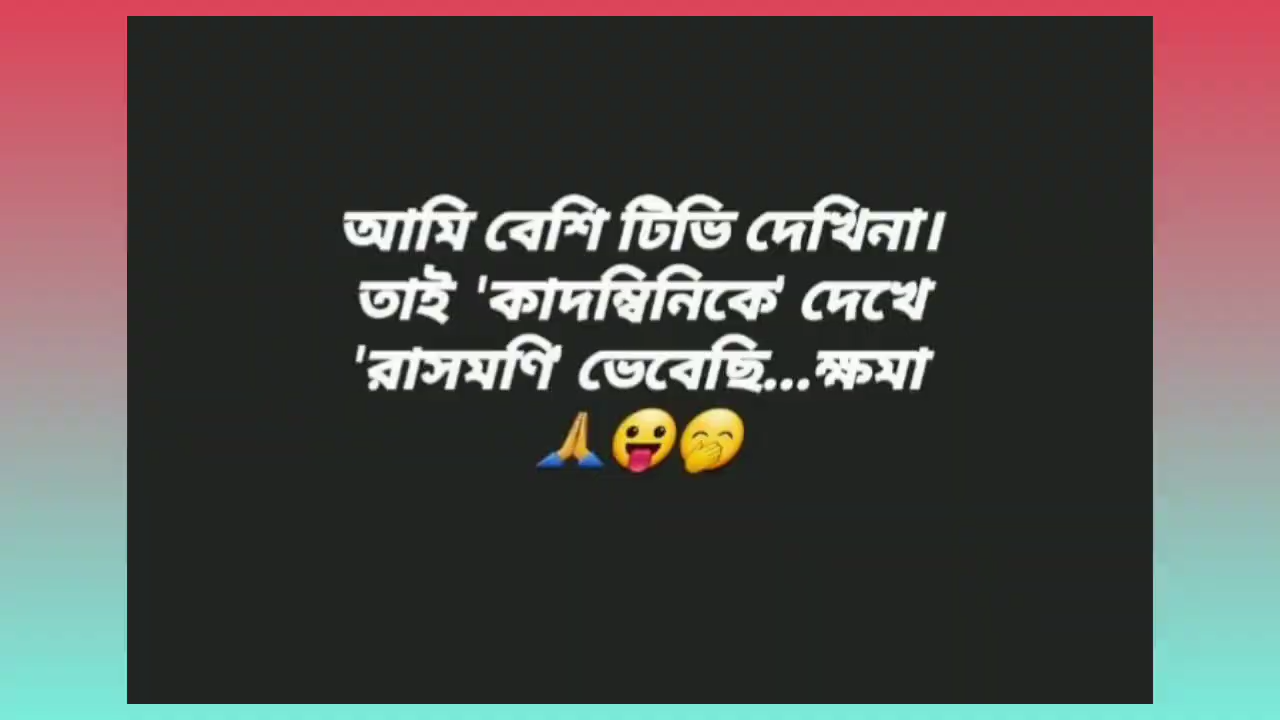 আমি বেশি টিভি দেখিনা।
তাই 'কাদম্বিনিকে' দেখে
'রাসমণি' ভেবেছি...ক্ষমা
🙏😛🤭